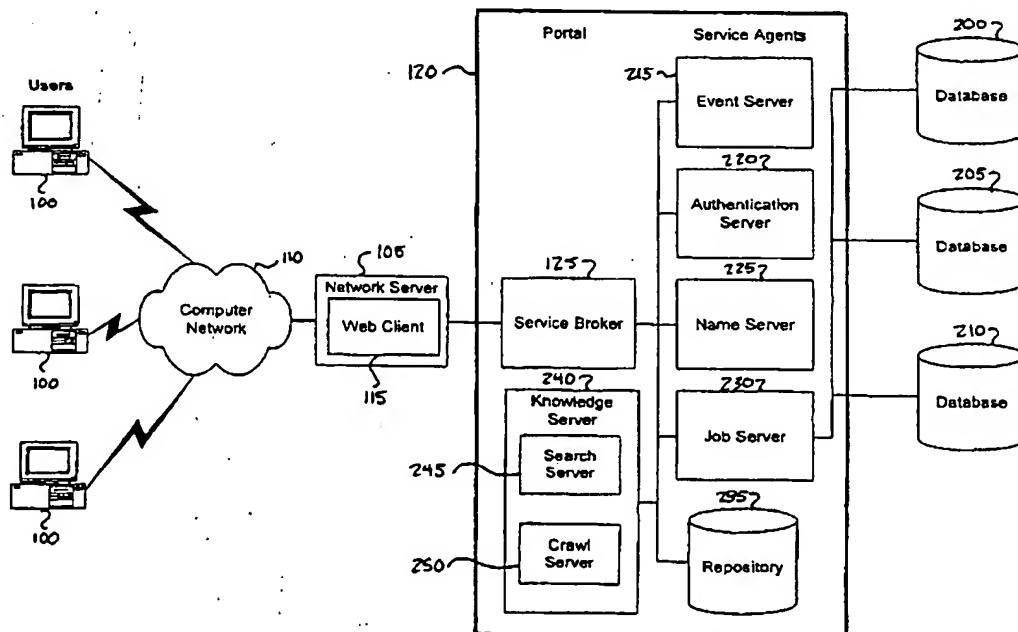 Portal
Service Agents
200
120
215
Users
Event Server
Database
100
220
205
Authentication
Server
110
105
125
225
Database
Network Server
Computer
Network
Web Client
Service Broker
Name Server
210
100
115
240
230
Knowledge
Server
Job Server
Database
245
Search
Server
295
100
250
Crawl
Server
Repository